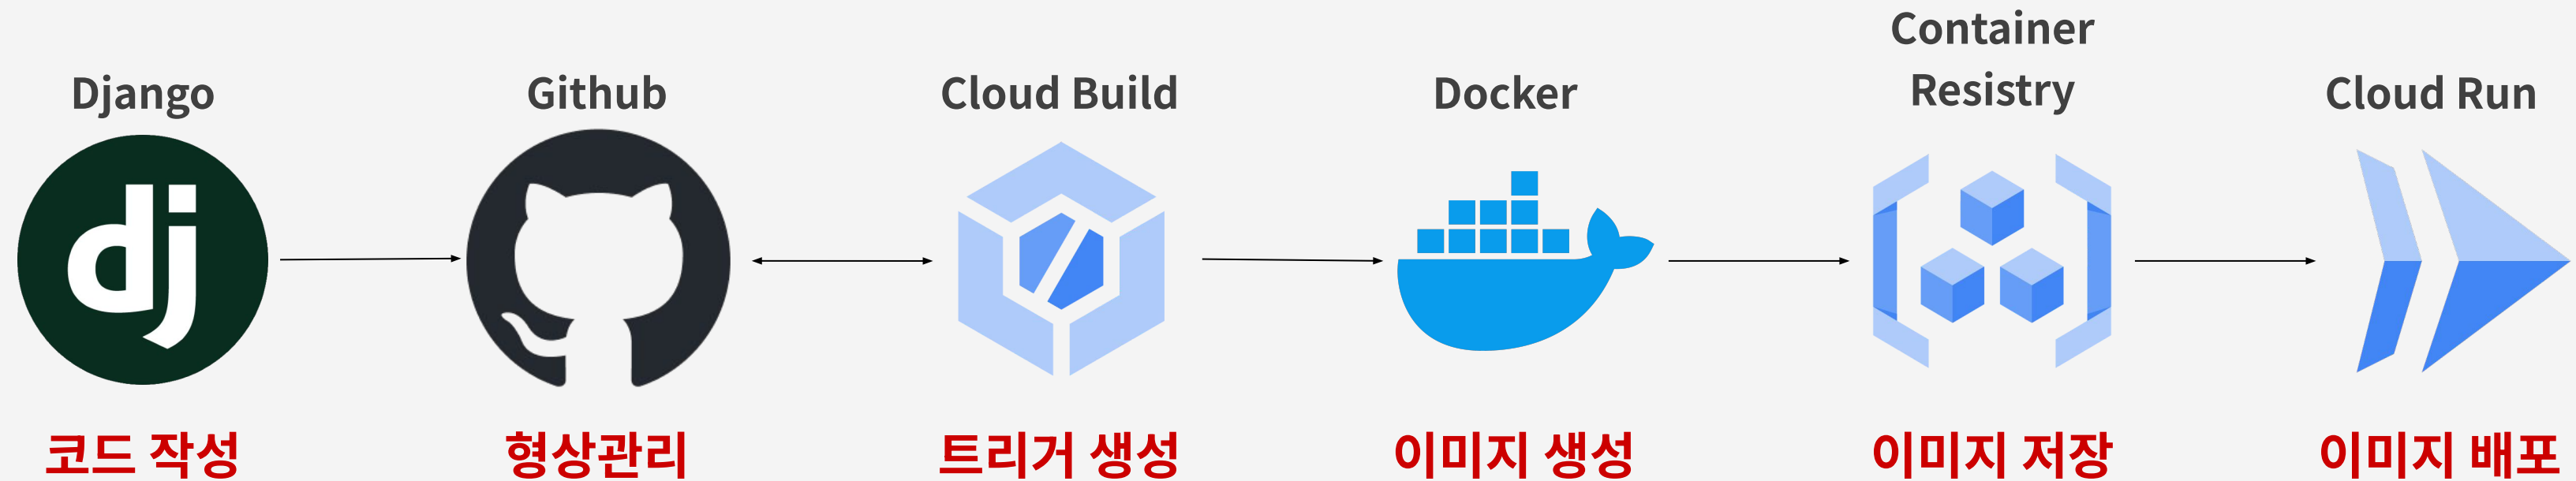 Django
Github
Cloud Build
Docker
Container
Resistry
Cloud Run
dj
코드 작성
형상관리
트리거 생성
이미지 생성
이미지 저장
이미지 배포